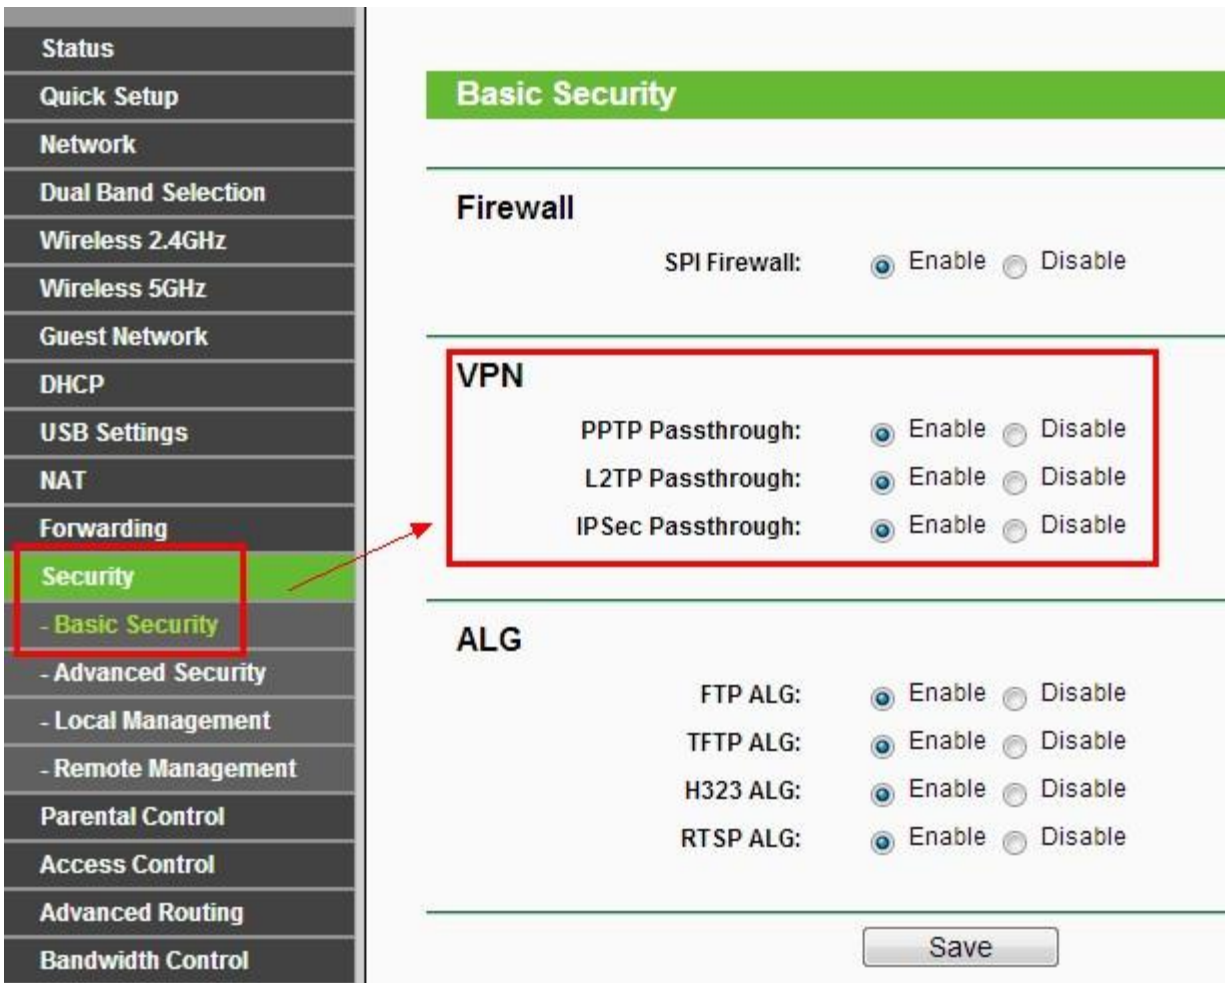 Status
Quick Setup
Network
Dual Band Selection
Wireless 2.4GHz
Wireless 5GHz
Guest Network
DHCP
USB Settings
NAT
Forwarding
Security
- Basic Security
- Advanced Security
- Local Management
- Remote Management
Parental Control
Access Control
Advanced Routing
Bandwidth Control
Basic Security
Firewall
SPI Firewall: Enable Disable
VPN
PPTP Passthrough: Enable Disable
L2TP Passthrough: Enable Disable
IPSec Passthrough: Enable Disable
ALG
FTP ALG: Enable Disable
TFTP ALG: Enable Disable
H323 ALG: Enable Disable
RTSP ALG: Enable Disable
Save